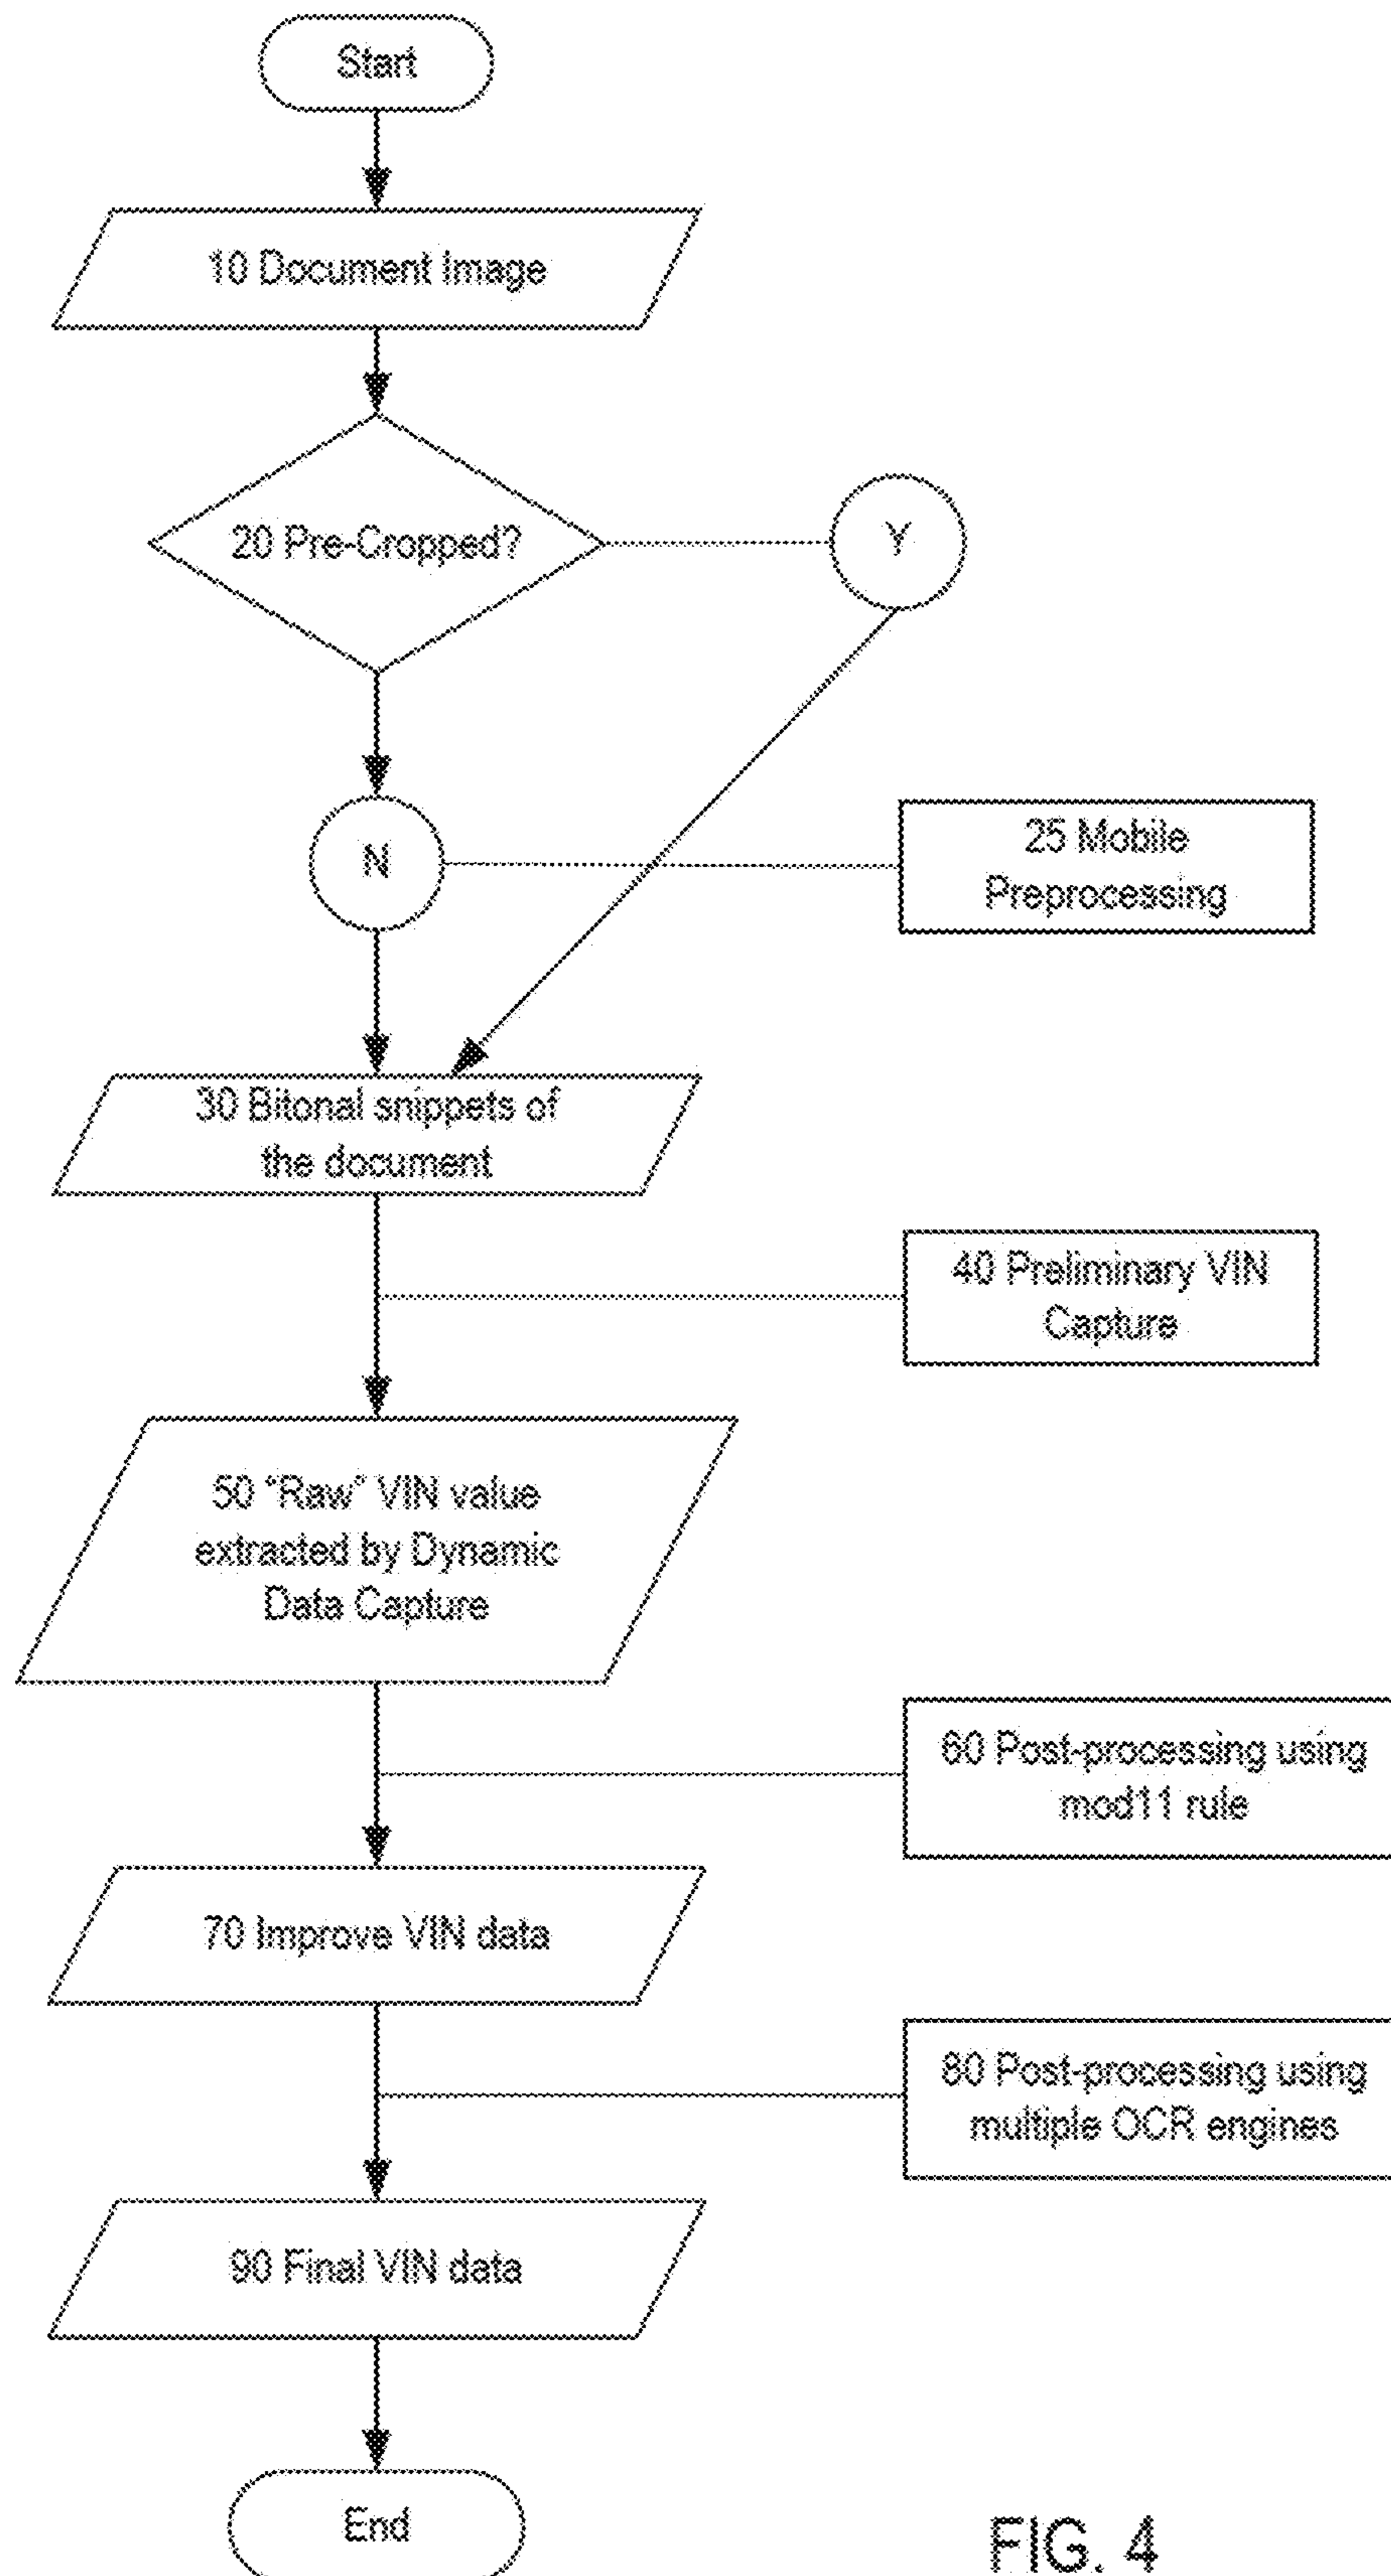 Start
10 Document Image
20 Pre-Cropped?
Y
N
25 Mobile
Preprocessing
30 Bitonal snippets of
the document
40 Preliminary VIN
Capture
50 “Raw” VIN value
extracted by Dynamic
Data Capture
60 Post-processing using
mod11 rule
70 Improve VIN data
80 Post-processing using
multiple OCR engines
90 Final VIN data
End
FIG. 4